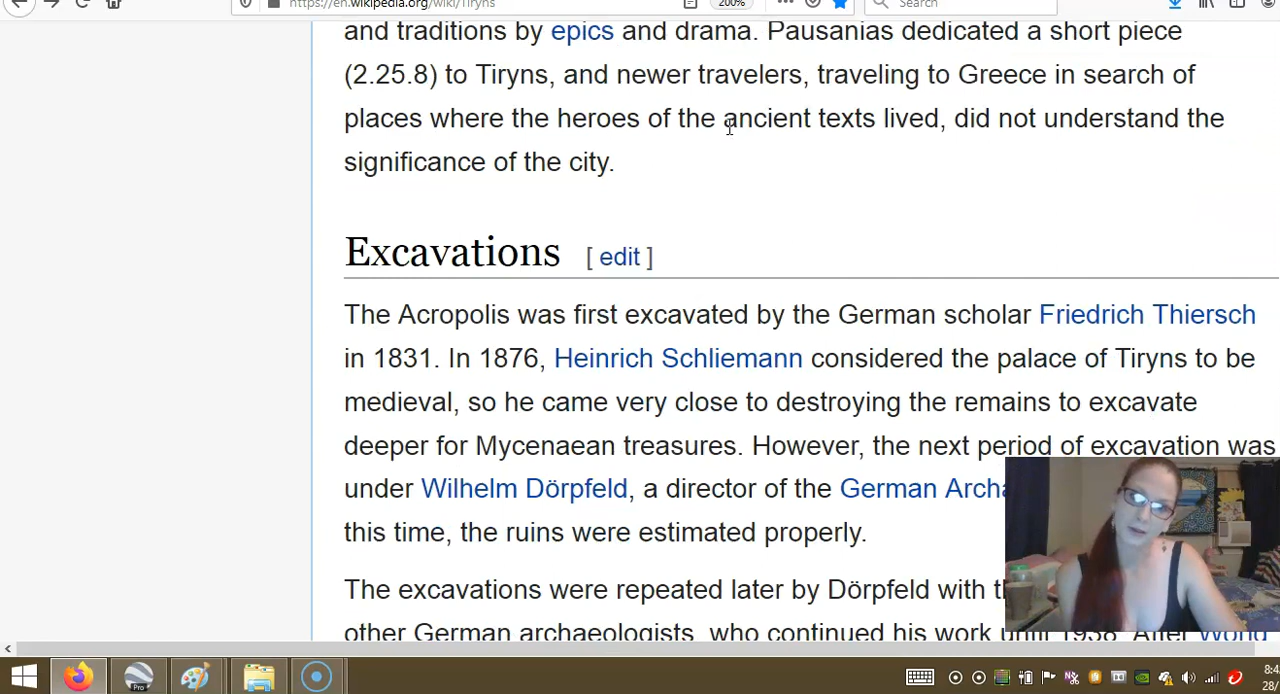 https://en.wikipedia.org/wiki/Tiryns
200%
Search
and traditions by epics and drama. Pausanias dedicated a short piece
(2.25.8) to Tiryns, and newer travelers, traveling to Greece in search of
places where the heroes of the ancient texts lived, did not understand the
significance of the city.
Excavations [ edit ]
The Acropolis was first excavated by the German scholar Friedrich Thiersch
in 1831. In 1876, Heinrich Schliemann considered the palace of Tiryns to be
medieval, so he came very close to destroying the remains to excavate
deeper for Mycenaean treasures. However, the next period of excavation was
under Wilhelm Dörpfeld, a director of the German
this time, the ruins were estimated properly.
The excavations were repeated later by Dörpfeld with
other German archaeologists, who continued his work until 1938. After World
Pro
8:4
28/